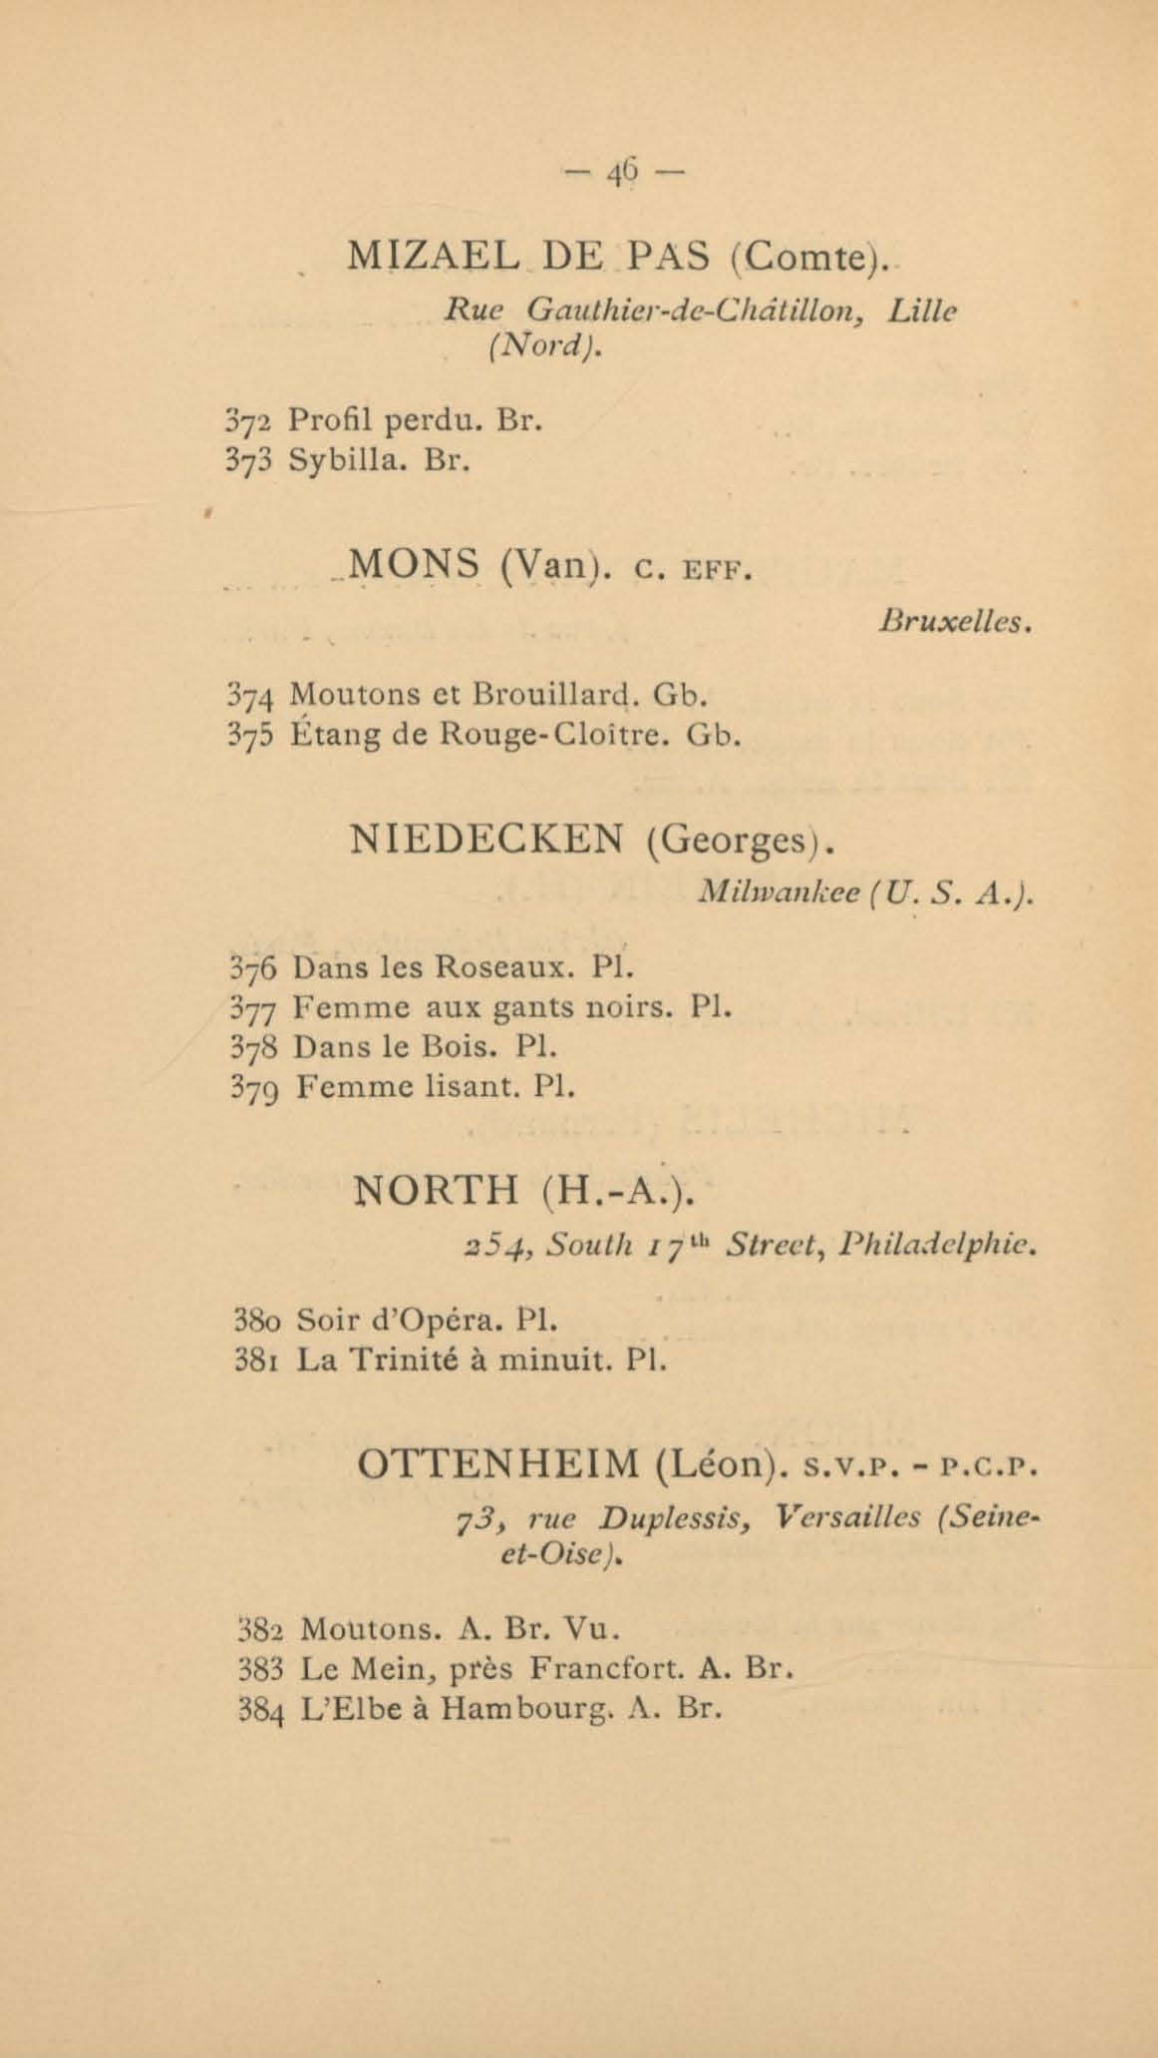 — 46 —
MIZAEL DE PAS (Comte).
Rue Gauthier-de-Châtillon, Lille
(Nord).
372 Profil perdu. Br.
373 Sybilla. Br.
MONS (Van). C. EFF.
Bruxelles.
374 Moutons et Brouillard. Gb.
375 Étang de Rouge-Cloître. Gb.
NIEDECKEN (Georges).
Milwankee (U. S. A.).
376 Dans les Roseaux. Pl.
377 Femme aux gants noirs. Pl.
378 Dans le Bois. Pl.
379 Femme lisant. Pl.
NORTH (H.-A.).
254, South 17th Street, Philadelphie.
380 Soir d'Opéra. Pl.
381 La Trinité à minuit. Pl.
OTTENHEIM (Léon). S.V.P. - P.C.P.
73, rue Duplessis, Versailles (Seine-
et-Oise).
382 Moutons. A. Br. Vu.
383 Le Mein, près Francfort. A. Br.
384 L'Elbe à Hambourg. A. Br.